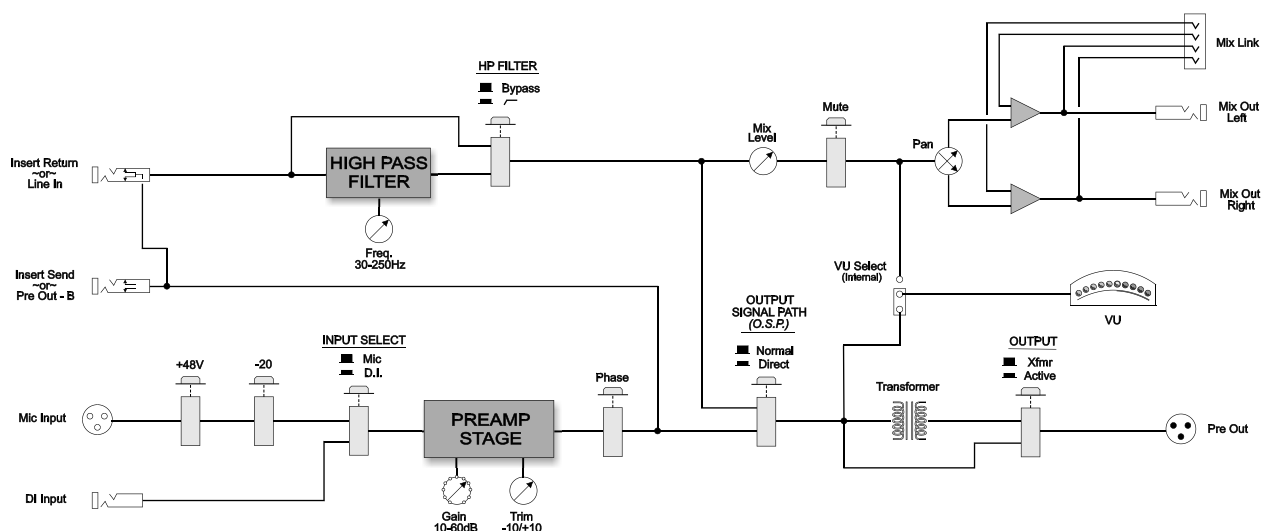 HP FILTER
Bypass
Insert Return
~or~
Line In
HIGH PASS
FILTER
Freq.
30-250Hz
Mix
Level
Mute
Pan
Mix Link
Mix Out
Left
Mix Out
Right
Insert Send
~or~
Pre Out - B
VU Select
(Internal)
VU
OUTPUT
SIGNAL PATH
(O.S.P.)
Normal
Direct
INPUT SELECT
Mic
D.I.
+48V
-20
Phase
OUTPUT
Xfmr
Active
Transformer
Mic Input
PREAMP
STAGE
Pre Out
DI Input
Gain
10-60dB
Trim
-10/+10